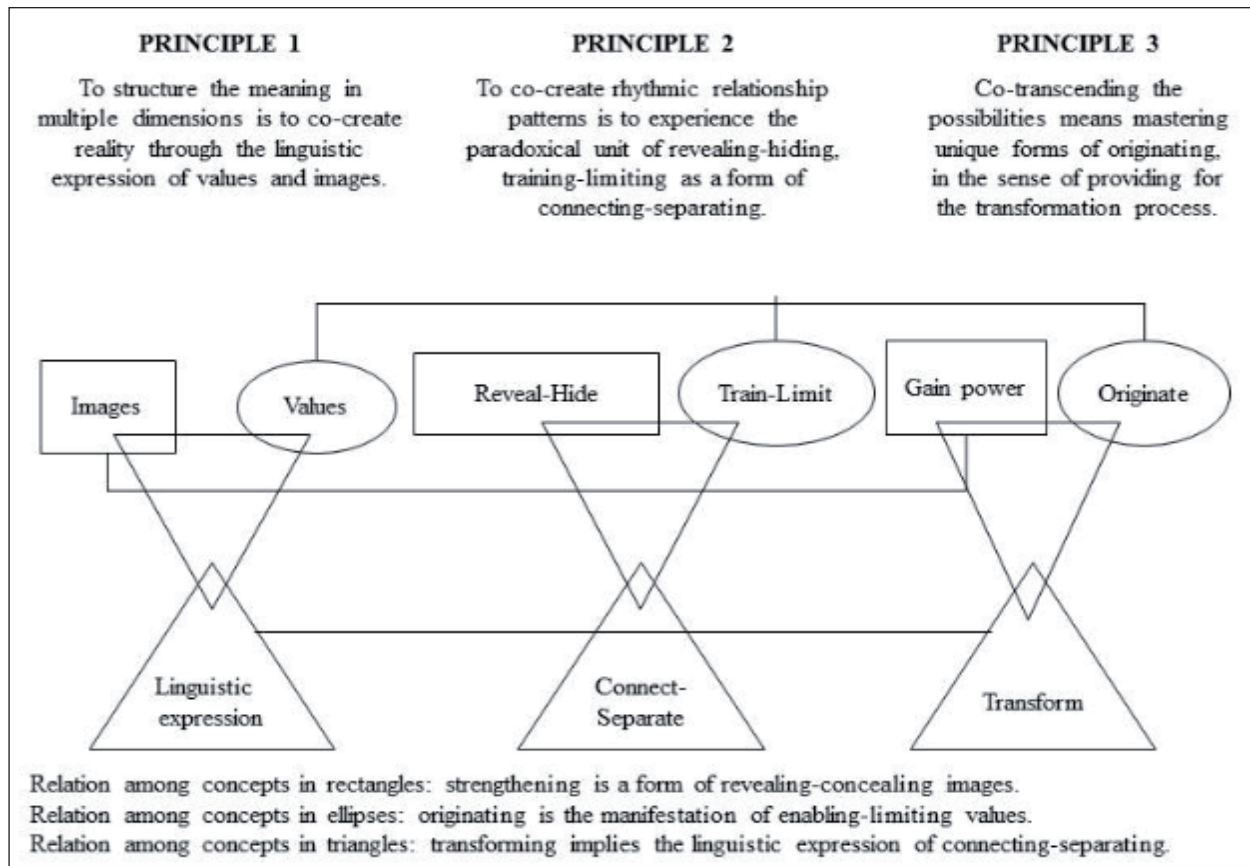 PRINCIPLE 1
To structure the meaning in
multiple dimensions is to co-create
reality through the linguistic
expression of values and images.
PRINCIPLE 2
To co-create rhythmic relationship
patterns is to experience the
paradoxical unit of revealing-hiding,
training-limiting as a form of
connecting-separating.
PRINCIPLE 3
Co-transcending the
possibilities means mastering
unique forms of originating,
in the sense of providing for
the transformation process.
Images
Values
Reveal-Hide
Train-Limit
Gain power
Originate
Linguistic
expression
Connect-
Separate
Transform
Relation among concepts in rectangles: strengthening is a form of revealing-concealing images.
Relation among concepts in ellipses: originating is the manifestation of enabling-limiting values.
Relation among concepts in triangles: transforming implies the linguistic expression of connecting-separating.